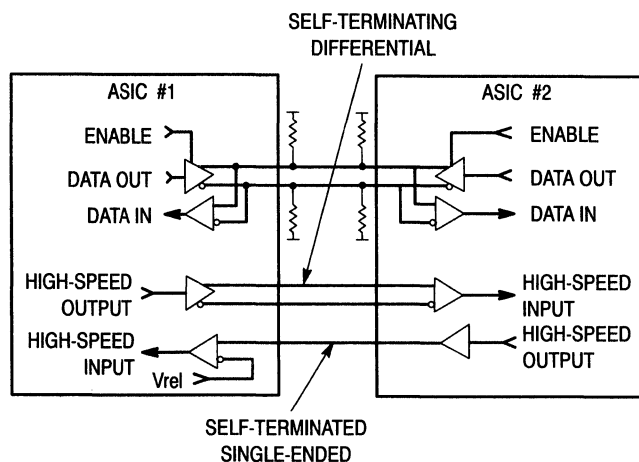 SELF-TERMINATING
DIFFERENTIAL
ASIC #1
ASIC #2
ENABLE
ENABLE
DATA OUT
DATA OUT
DATA IN
DATA IN
HIGH-SPEED
OUTPUT
HIGH-SPEED
INPUT
HIGH-SPEED
INPUT
HIGH-SPEED
OUTPUT
Vrel
SELF-TERMINATED
SINGLE-ENDED